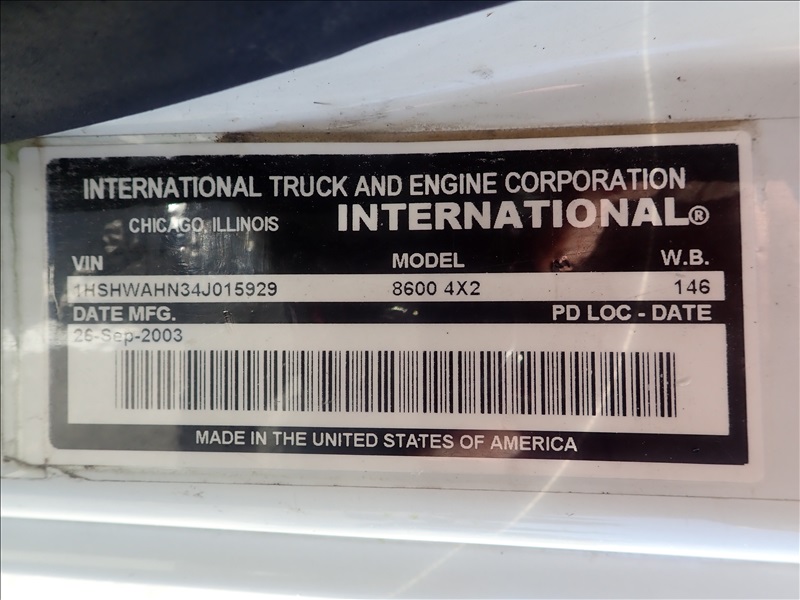 INTERNATIONAL TRUCK AND ENGINE CORPORATION
CHICAGO, ILLINOIS INTERNATIONAL®
VIN MODEL W.B.
1HSHWAHN34J015929 8600 4X2 146
DATE MFG. PD LOC - DATE
26-Sep-2003
MADE IN THE UNITED STATES OF AMERICA